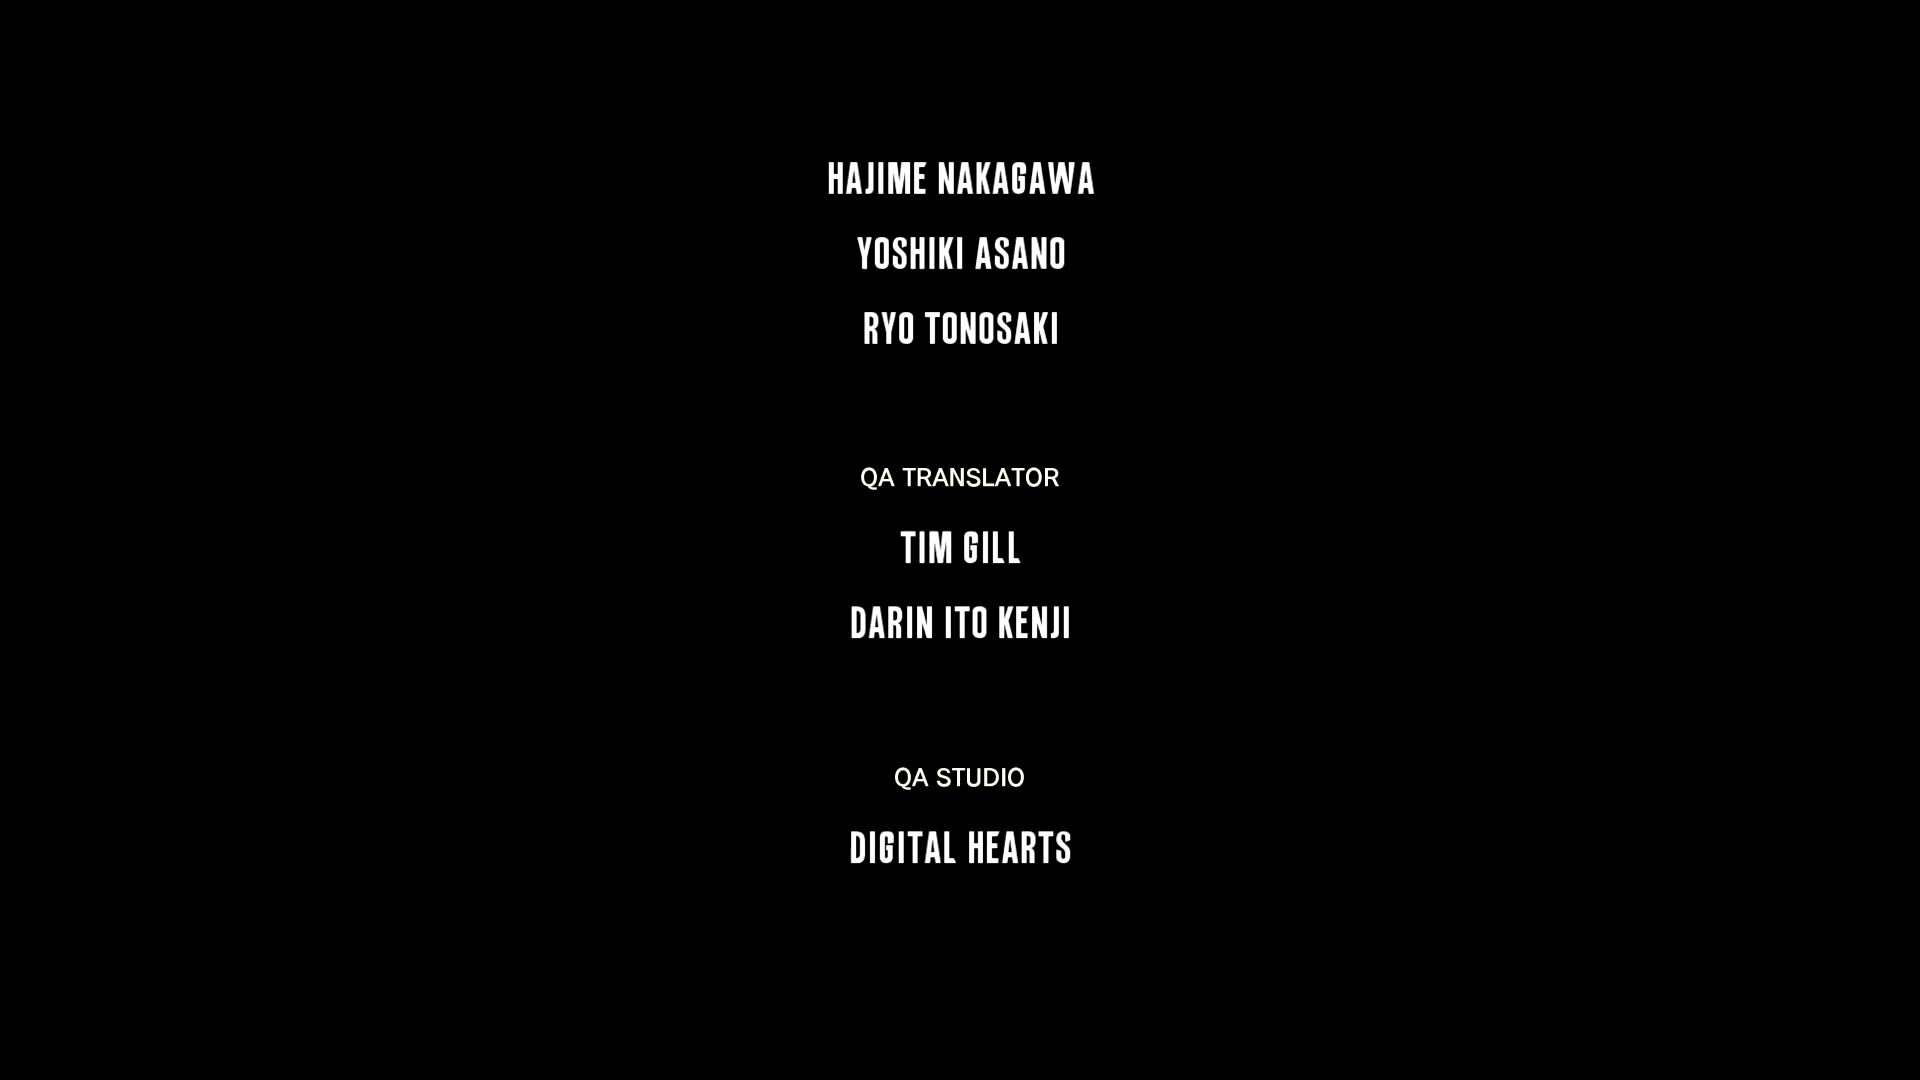 HAJIME NAKAGAWA
YOSHIKI ASANO
RYO TONOSAKI
QA TRANSLATOR
TIM GILL
DARIN ITO KENJI
QA STUDIO
DIGITAL HEARTS